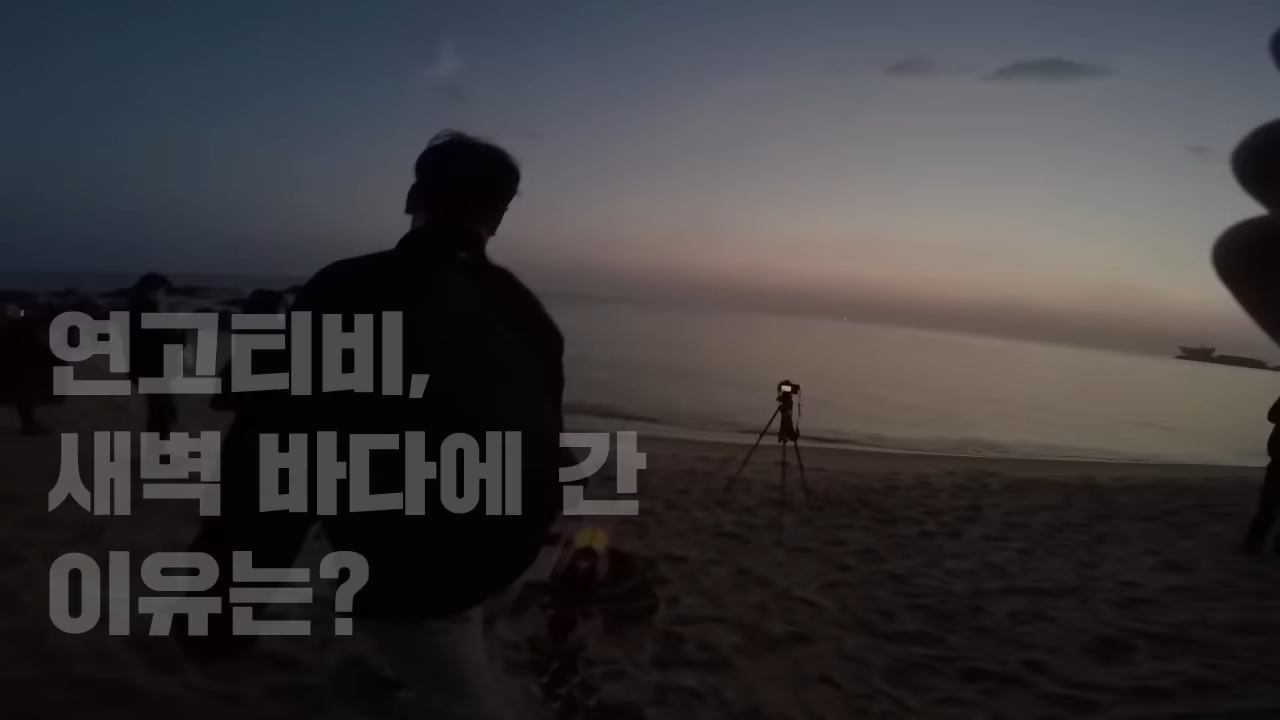 연고티비,
새벽 바다에 간
이유는?